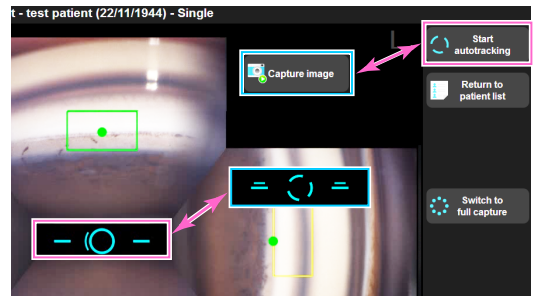 t - test patient (22/11/1944) - Single
L
Capture image
Start
autotracking
Return to
patient list
Switch to
full capture